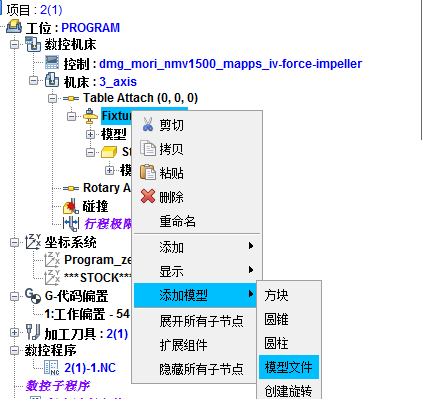 项目 : 2(1)
工位 : PROGRAM
数控机床
控制 : dmg_mori_nmv1500_mapps_iv-force-impeller
机床 : 3_axis
Table Attach (0, 0, 0)
Fixtu
模型
St
模
Rotary A
碰撞
行程极限
坐标系统
Program_ze
***STOCK***
G-代码偏置
1:工作偏置 - 54
加工刀具 : 2(1)
数控程序
2(1)-1.NC
数控子程序
剪切
拷贝
粘贴
删除
重命名
添加
显示
添加模型
展开所有子节点
扩展组件
隐藏所有子节点
方块
圆锥
圆柱
模型文件
创建旋转